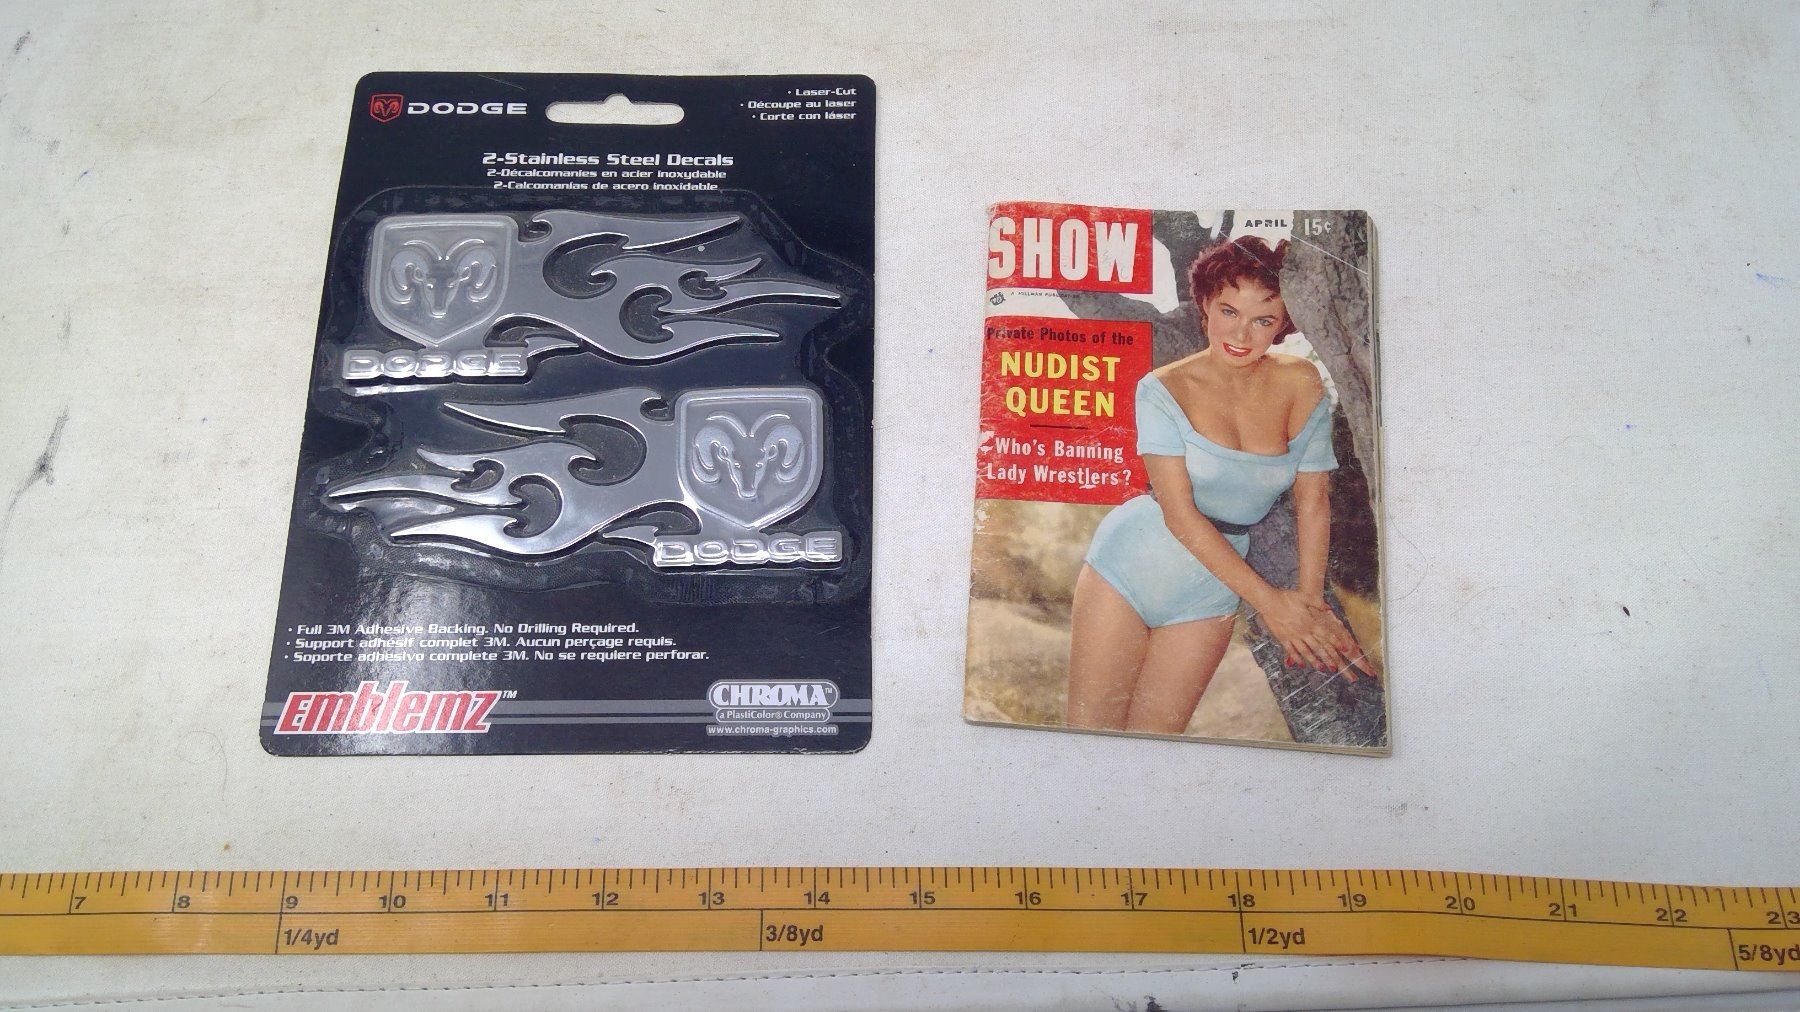 DODGE
• Laser-Cut
• Découpe au laser
• Corte con láser
2-Stainless Steel Decals
2-Décalcomanies en acier inoxydable
2-Calcomanías de acero inoxidable
DODGE
DODGE
• Full 3M Adhesive Backing. No Drilling Required.
• Support adhésif complet 3M. Aucun perçage requis.
• Soporte adhesivo complete 3M. No se requiere perforar.
Emblemz™
CHROMA™
a PlastiColor® Company
www.chroma-graphics.com
SHOW
APRIL 15¢
A HILLMAN PUBLICATION
Private Photos of the
NUDIST
QUEEN
Who's Banning
Lady Wrestlers?
7 8 9 10 11 12 13 14 15 16 17 18 19 20 21 22 23
1/4yd 3/8yd 1/2yd 5/8yd